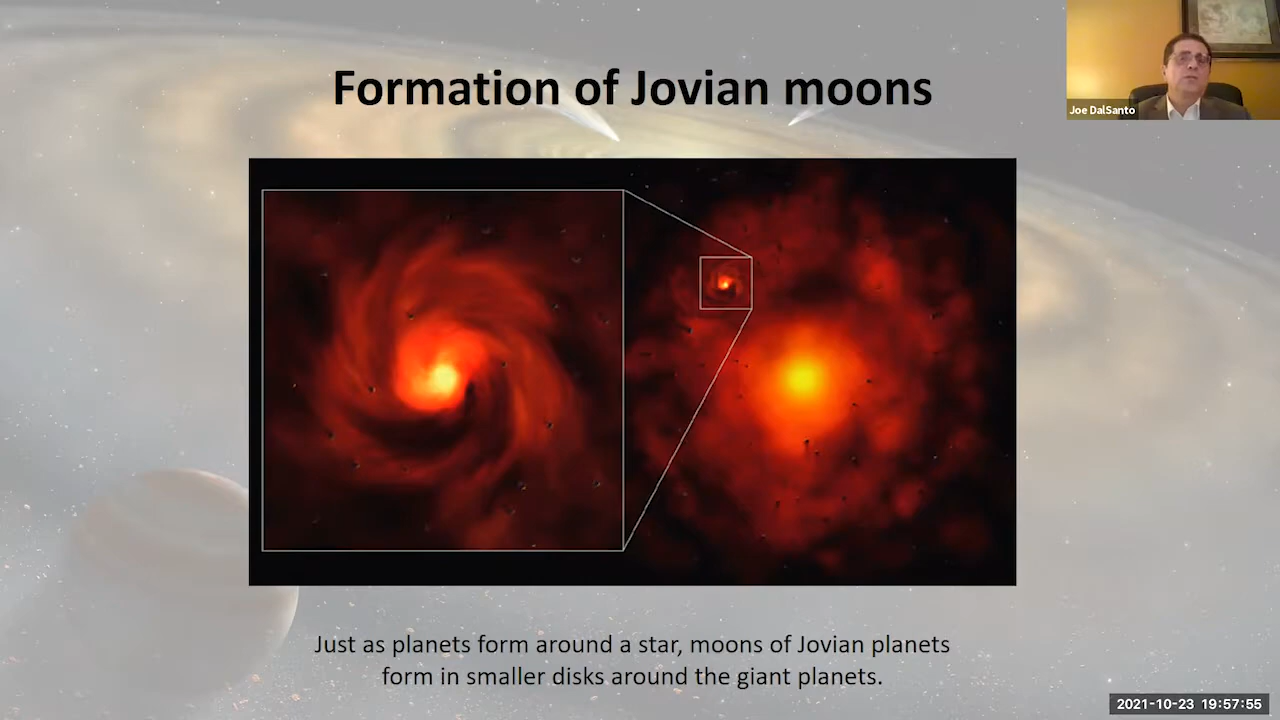 Formation of Jovian moons
Joe DalSanto
Just as planets form around a star, moons of Jovian planets
form in smaller disks around the giant planets.
2021-10-23 19:57:55